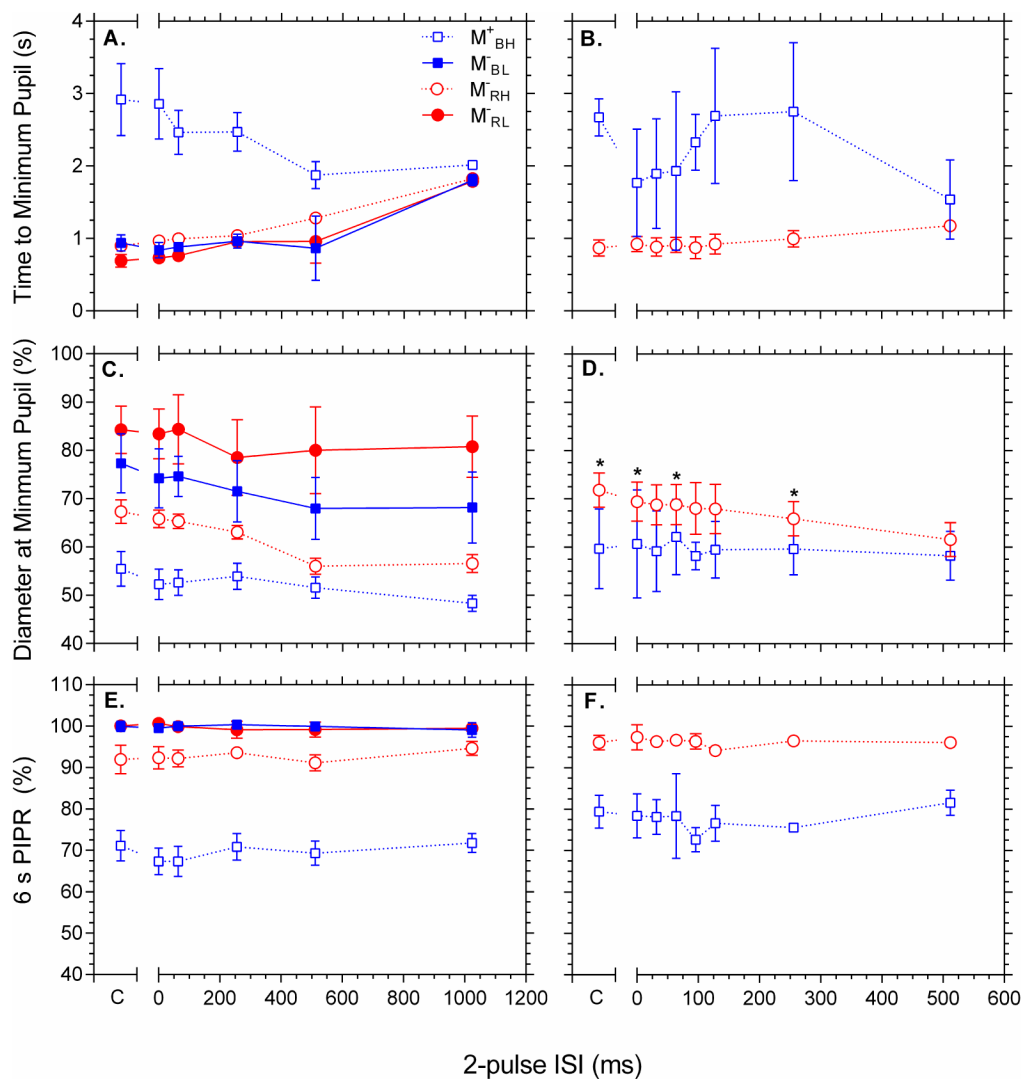 A.
M+BH
M-BL
M-RH
M-RL
B.
Time to Minimum Pupil (s)
4
3
2
1
0
C.
D.
Diameter at Minmum Pupil (%)
100
90
80
70
60
50
40
* * * *
E.
F.
6 s PIPR (%)
110
100
90
80
70
60
50
40
C 0 200 400 600 800 1000 1200
C 0 100 200 300 400 500 600
2-pulse ISI (ms)